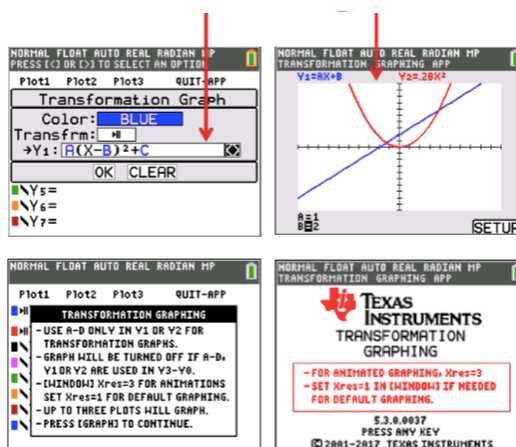 NORMAL FLOAT AUTO REAL RADIAN MP
PRESS [<] OR [>] TO SELECT AN OPTION
Plot1 Plot2 Plot3 QUIT-APP
Transformation Graph
Color: BLUE
Transfrm:
→Y1: A(X-B)²+C
OK CLEAR
\Y5=
\Y6=
\Y7=
NORMAL FLOAT AUTO REAL RADIAN MP
TRANSFORMATION GRAPHING APP
Y1=AX+B Y2=.2BX²
A=1
B=2
SETUP
NORMAL FLOAT AUTO REAL RADIAN MP
Plot1 Plot2 Plot3 QUIT-APP
TRANSFORMATION GRAPHING
- USE A-D ONLY IN Y1 OR Y2 FOR
TRANSFORMATION GRAPHS.
- GRAPH WILL BE TURNED OFF IF A-D,
Y1 OR Y2 ARE USED IN Y3-Y0.
- [WINDOW] Xres=3 FOR ANIMATIONS
SET Xres=1 FOR DEFAULT GRAPHING.
- UP TO THREE PLOTS WILL GRAPH.
- PRESS [GRAPH] TO CONTINUE.
NORMAL FLOAT AUTO REAL RADIAN MP
TRANSFORMATION GRAPHING APP
TEXAS
INSTRUMENTS
TRANSFORMATION
GRAPHING
- FOR ANIMATED GRAPHING, Xres=3
- SET Xres=1 IN [WINDOW] IF NEEDED
FOR DEFAULT GRAPHING.
5.3.0.0037
PRESS ANY KEY
©2001-2017 TEXAS INSTRUMENTS